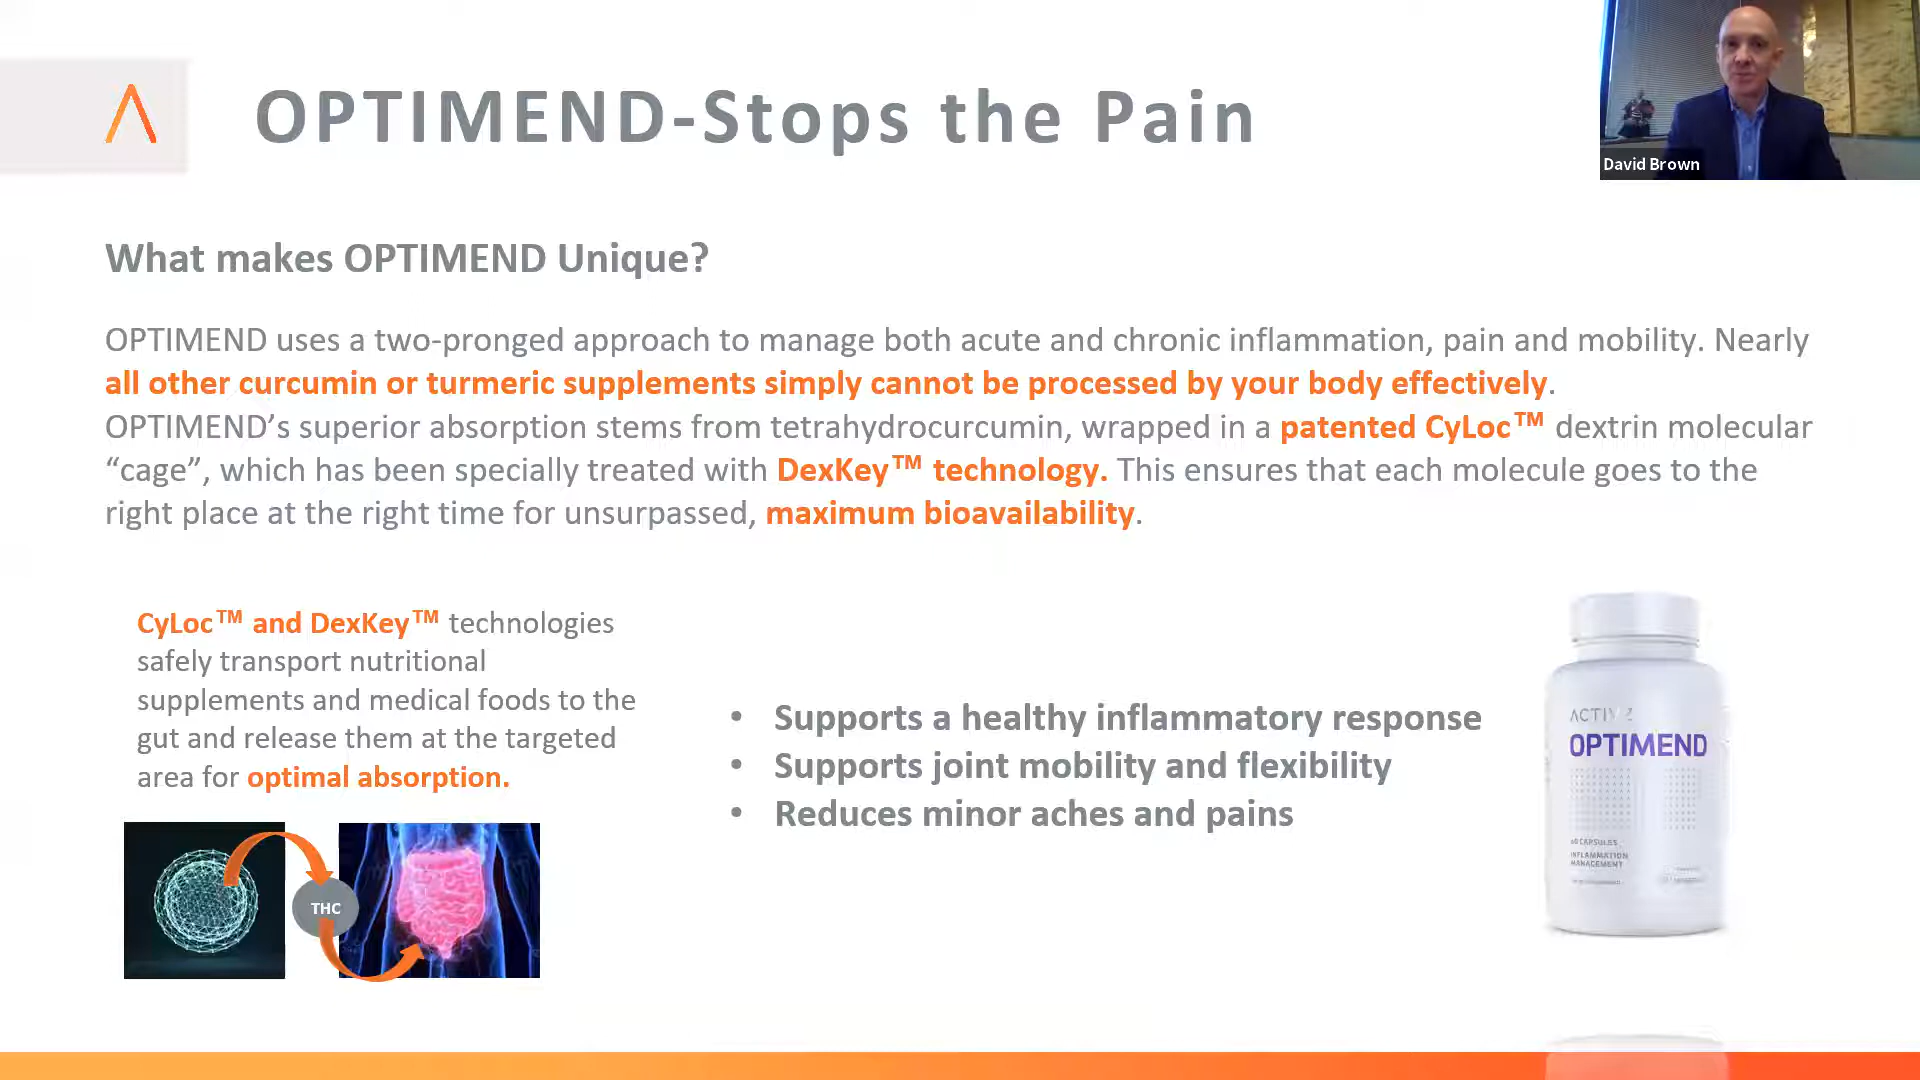 OPTIMEND-Stops the Pain
David Brown
What makes OPTIMEND Unique?
OPTIMEND uses a two-pronged approach to manage both acute and chronic inflammation, pain and mobility. Nearly
all other curcumin or turmeric supplements simply cannot be processed by your body effectively.
OPTIMEND’s superior absorption stems from tetrahydrocurcumin, wrapped in a patented CyLoc™ dextrin molecular
“cage”, which has been specially treated with DexKey™ technology. This ensures that each molecule goes to the
right place at the right time for unsurpassed, maximum bioavailability.
CyLoc™ and DexKey™ technologies
safely transport nutritional
supplements and medical foods to the
gut and release them at the targeted
area for optimal absorption.
THC
• Supports a healthy inflammatory response
• Supports joint mobility and flexibility
• Reduces minor aches and pains
ACTIVZ
OPTIMEND
60 CAPSULES
INFLAMMATION
MANAGEMENT